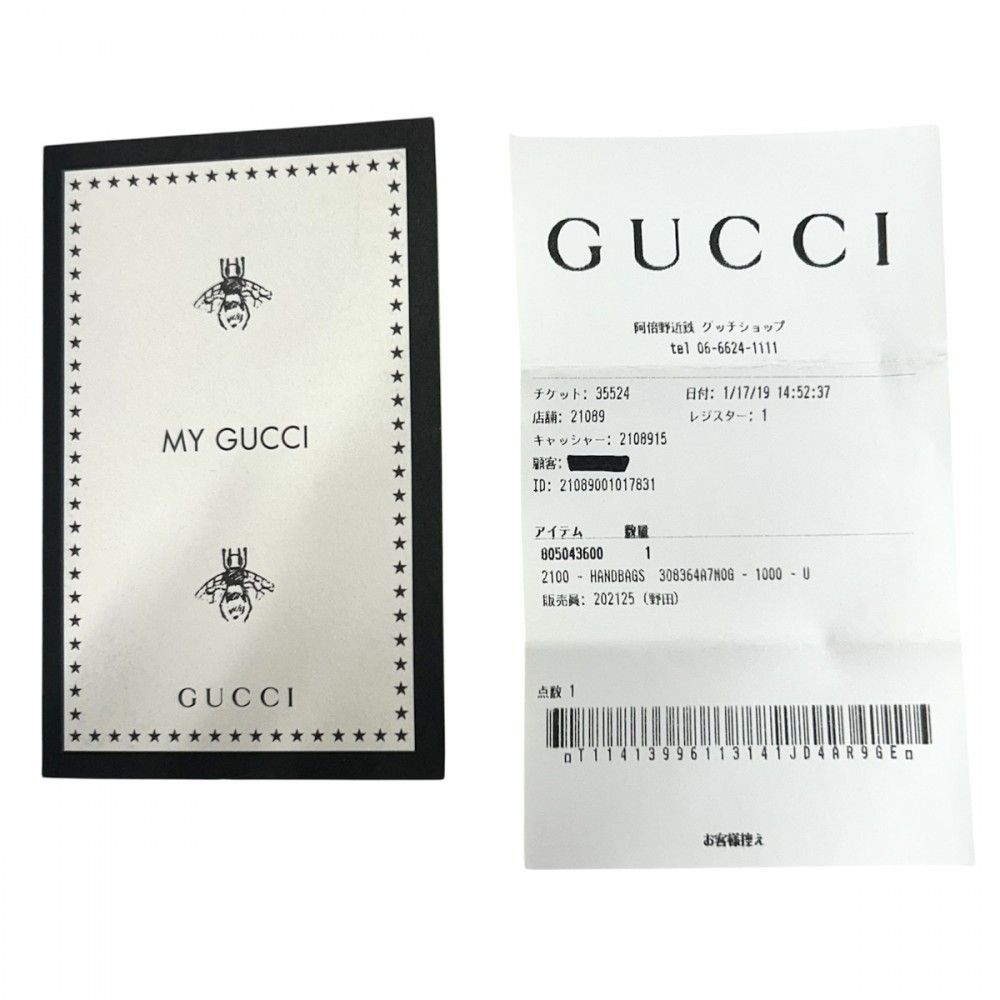 MY GUCCI
GUCCI
GUCCI
阿倍野近鉄 グッチショップ
tel 06-6624-1111
チケット: 35524 日付: 1/17/19 14:52:37
店舗: 21089 レジスター: 1
キャッシャー: 2108915
顧客:
ID: 21089001017831
アイテム 数量
805043600 1
2100 - HANDBAGS 308364A7M0G - 1000 - U
販売員: 202125 (野田)
点数 1
T11413996113141JD4AR9GE
お客様控え